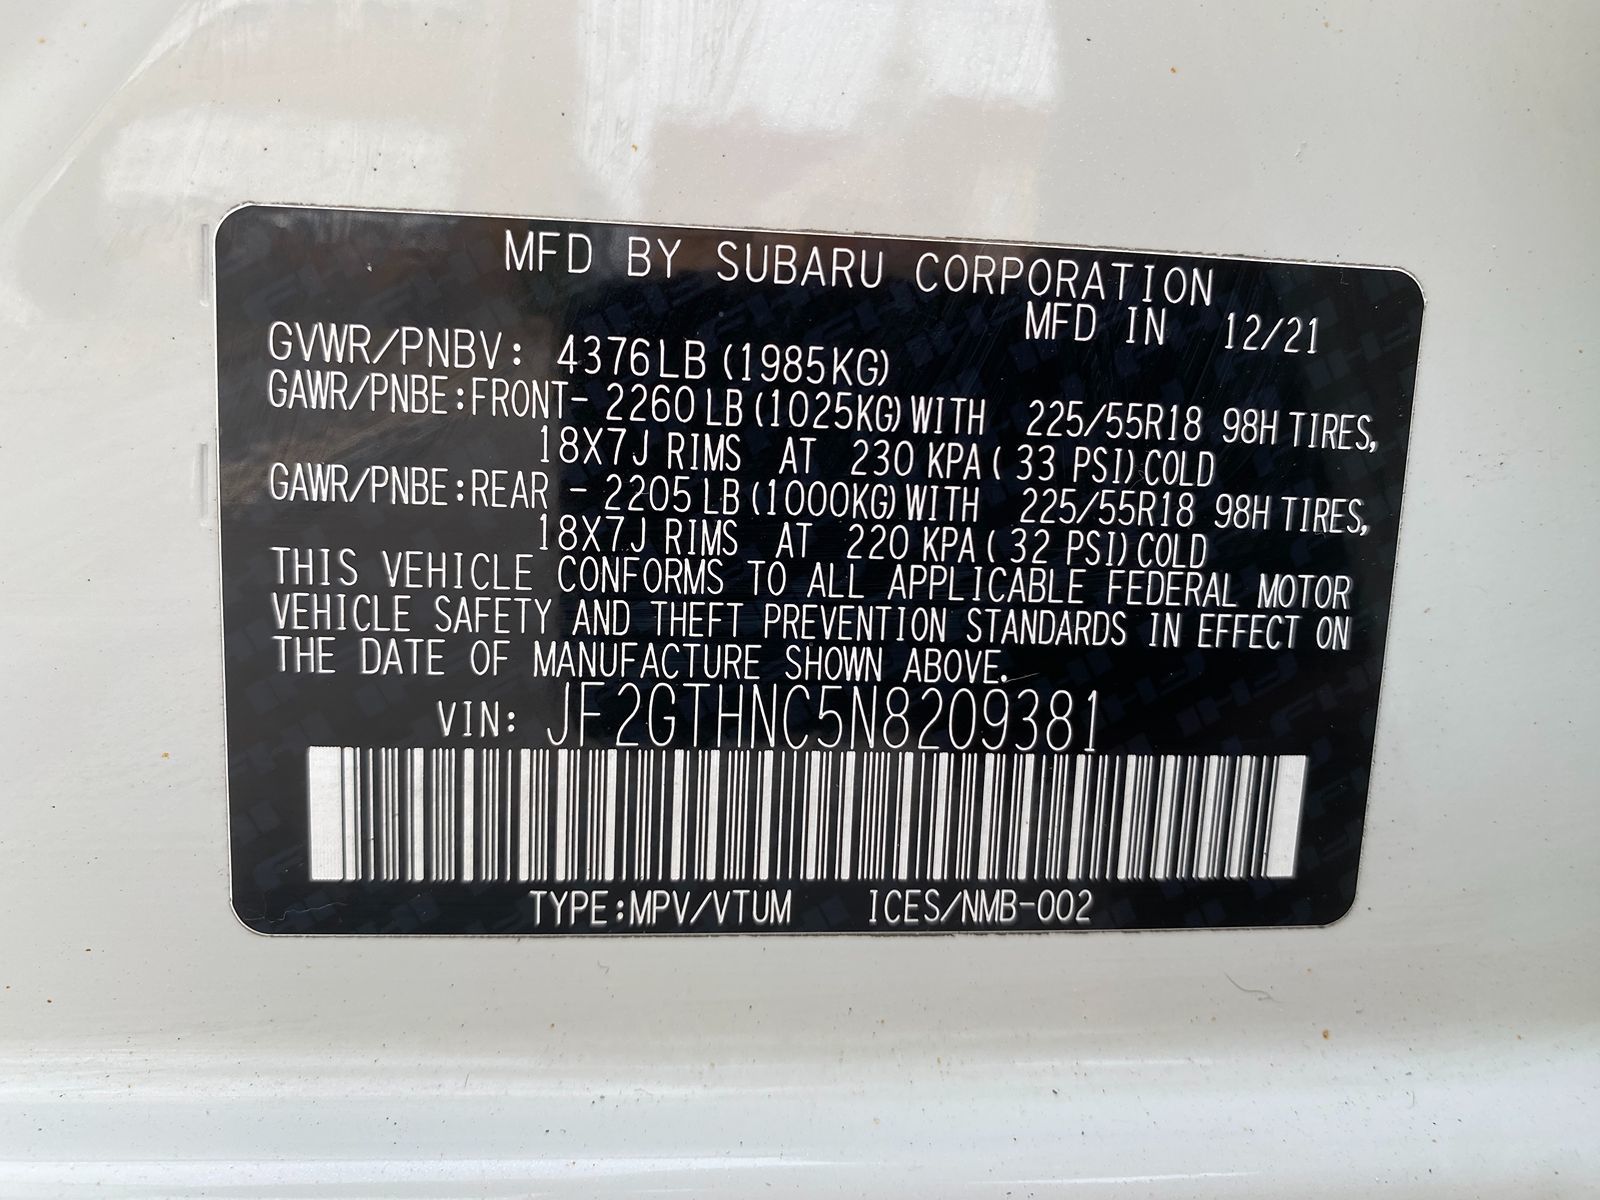 MFD BY SUBARU CORPORATION
MFD IN 12/21
GVWR/PNBV: 4376LB (1985KG)
GAWR/PNBE:FRONT- 2260 LB (1025KG) WITH 225/55R18 98H TIRES,
18X7J RIMS AT 230 KPA ( 33 PSI) COLD
GAWR/PNBE:REAR - 2205 LB (1000KG) WITH 225/55R18 98H TIRES,
18X7J RIMS AT 220 KPA ( 32 PSI) COLD
THIS VEHICLE CONFORMS TO ALL APPLICABLE FEDERAL MOTOR
VEHICLE SAFETY AND THEFT PREVENTION STANDARDS IN EFFECT ON
THE DATE OF MANUFACTURE SHOWN ABOVE.
VIN: JF2GTHNC5N8209381
TYPE:MPV/VTUM ICES/NMB-002